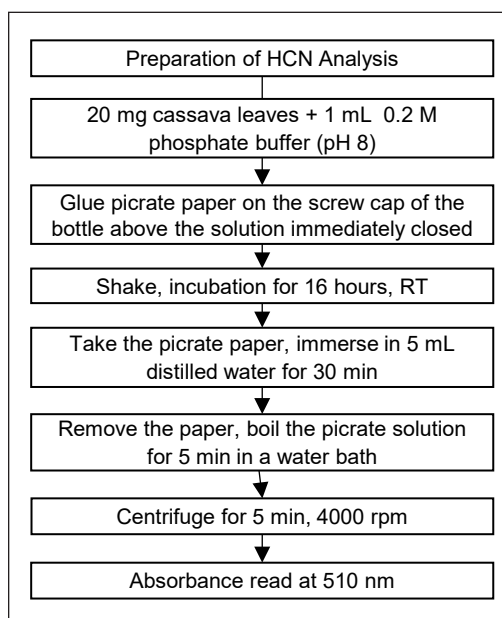 Preparation of HCN Analysis
20 mg cassava leaves + 1 mL  0.2 M
phosphate buffer (pH 8)
Glue picrate paper on the screw cap of the
bottle above the solution immediately closed
Shake, incubation for 16 hours, RT
Take the picrate paper, immerse in 5 mL
distilled water for 30 min
Remove the paper, boil the picrate solution
for 5 min in a water bath
Centrifuge for 5 min, 4000 rpm
Absorbance read at 510 nm